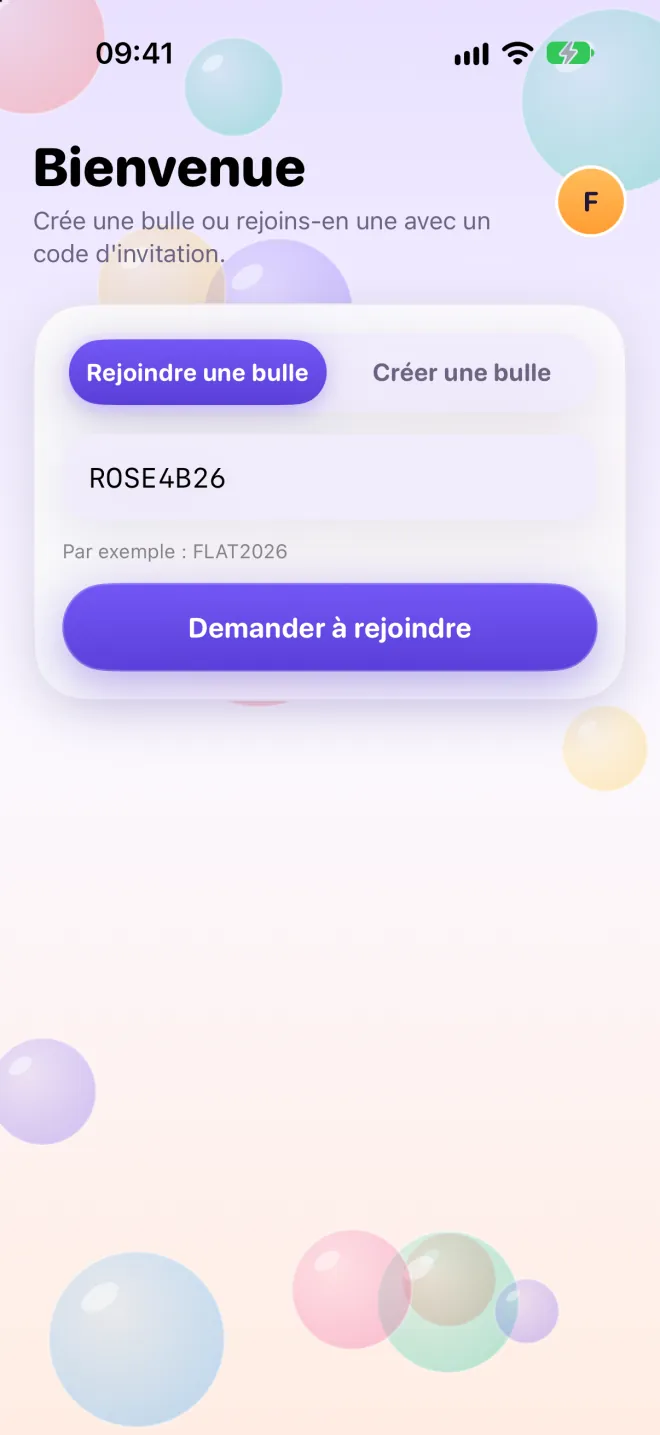 09:41
Bienvenue
Crée une bulle ou rejoins-en une avec un
code d'invitation.
F
Rejoindre une bulle
Créer une bulle
ROSE4B26
Par exemple : FLAT2026
Demander à rejoindre